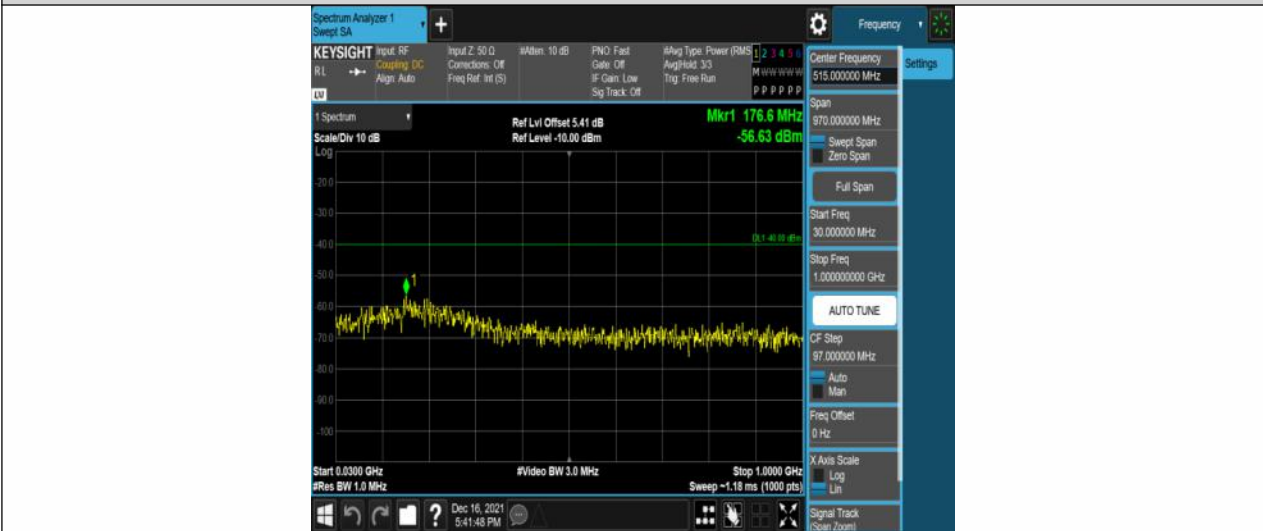 Spectrum Analyzer 1
Swept SA
+
Frequency
KEYSIGHT
RL
Input: RF
Coupling: DC
Align: Auto
Input Z: 50 Ω
Corrections: Off
Freq Ref: Int (S)
#Atten: 10 dB
PNO: Fast
Gate: Off
IF Gain: Low
Sig Track: Off
#Avg Type: Power (RMS
Avg|Hold: 3/3
Trig: Free Run
1 2 3 4 5 6
M W W W W W
P P P P P P
1 Spectrum
Scale/Div 10 dB
Log
Ref Lvl Offset 5.41 dB
Ref Level -10.00 dBm
Mkr1 176.6 MHz
-56.63 dBm
-20.0
-30.0
-40.0
-50.0
-60.0
-70.0
-80.0
-90.0
-100
DL1 -40.00 dBm
1
Start 0.0300 GHz
#Res BW 1.0 MHz
#Video BW 3.0 MHz
Stop 1.0000 GHz
Sweep ~1.18 ms (1000 pts)
?
Dec 16, 2021
5:41:48 PM
Center Frequency
515.000000 MHz
Settings
Span
970.000000 MHz
Swept Span
Zero Span
Full Span
Start Freq
30.000000 MHz
Stop Freq
1.000000000 GHz
AUTO TUNE
CF Step
97.000000 MHz
Auto
Man
Freq Offset
0 Hz
X Axis Scale
Log
Lin
Signal Track
(Span Zoom)